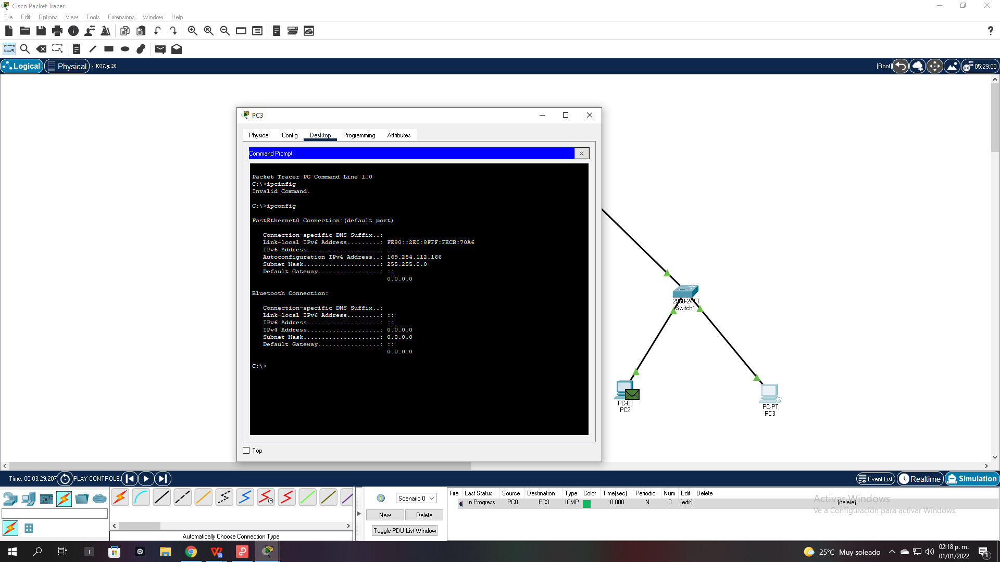 Cisco Packet Tracer
File Edit Options View Tools Extensions Window Help
Logical Physical x: 1037, y: 20 [Root] 05:29:00
PC3
Physical Config Desktop Programming Attributes
Command Prompt X
Packet Tracer PC Command Line 1.0
C:\>ipcinfig
Invalid Command.
C:\>ipconfig
FastEthernet0 Connection:(default port)
Connection-specific DNS Suffix..:
Link-local IPv6 Address.........: FE80::2E0:8FFF:FECB:70A6
IPv6 Address....................: ::
Autoconfiguration IPv4 Address..: 169.254.112.166
Subnet Mask.....................: 255.255.0.0
Default Gateway.................: ::
0.0.0.0
Bluetooth Connection:
Connection-specific DNS Suffix..:
Link-local IPv6 Address.........: ::
IPv6 Address....................: ::
IPv4 Address....................: 0.0.0.0
Subnet Mask.....................: 0.0.0.0
Default Gateway.................: ::
0.0.0.0
C:\>
Top
2950-24TT
Switch1
PC-PT
PC2
PC-PT
PC3
Time: 00:03:29.207 PLAY CONTROLS: Event List Realtime Simulation
Automatically Choose Connection Type
Scenario 0
New Delete
Toggle PDU List Window
Fire Last Status Source Destination Type Color Time(sec) Periodic Num Edit Delete
In Progress PC0 PC3 ICMP 0.000 N 0 (edit) (delete)
Activar Windows
Ve a Configuración para activar Windows.
25°C Muy soleado
02:18 p. m.
01/01/2022
1